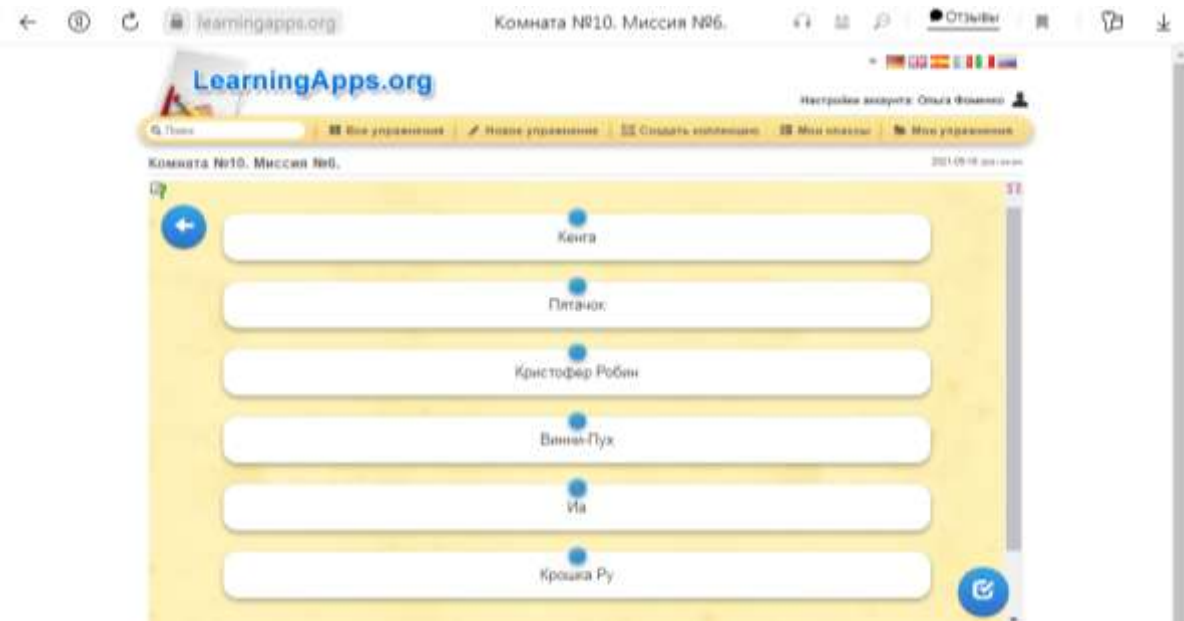 learningapps.org
Комната №10. Миссия №6.
Отзывы
LearningApps.org
Настройки аккаунта: Ольга Фоменко
Поиск
Все упражнения
Новое упражнение
Создать коллекцию
Мои классы
Мои упражнения
Комната №10. Миссия №6.
Кенга
Пятачок
Кристофер Робин
Винни-Пух
Иа
Крошка Ру